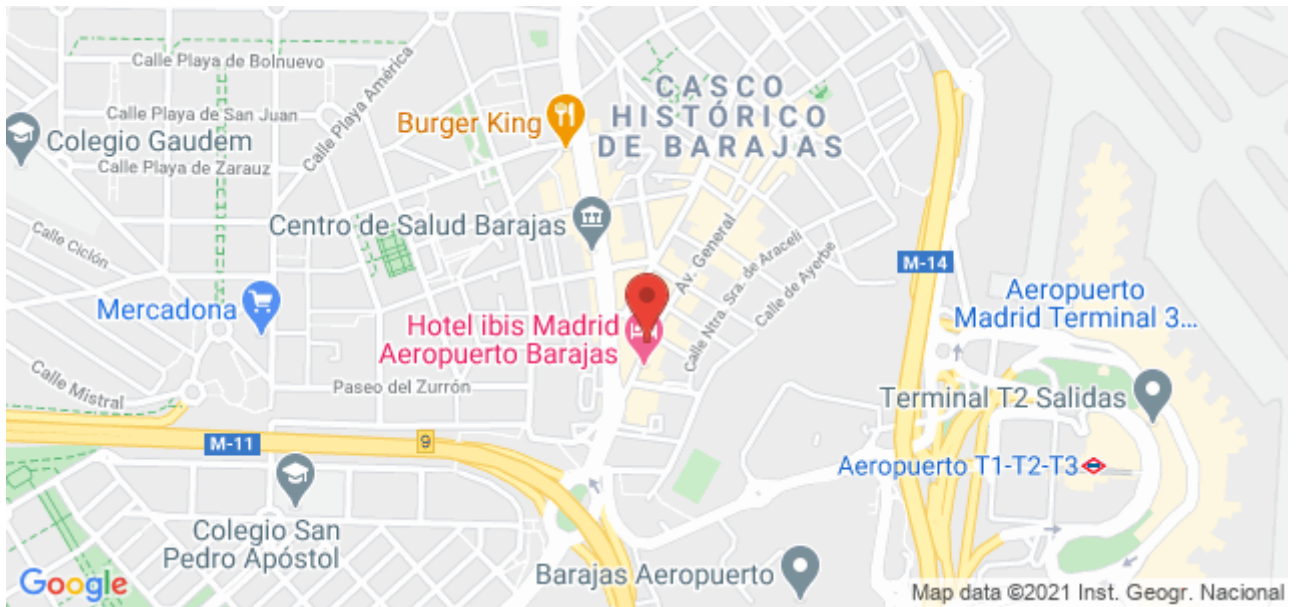 Calle Playa de Bolnuevo
Calle Playa América
CASCO
HISTÓRICO
DE BARAJAS
Calle Playa de San Juan
Burger King
Colegio Gaudem
Calle Playa de Zarauz
Centro de Salud Barajas
Calle Ciclón
Av. General
Calle Ntra. Sra. de Araceli
Calle de Ayerbe
M-14
Mercadona
Aeropuerto
Madrid Terminal 3...
Hotel ibis Madrid
Aeropuerto Barajas
Calle Mistral
Paseo del Zurrón
Terminal T2 Salidas
M-11
9
Aeropuerto T1-T2-T3
Colegio San
Pedro Apóstol
Barajas Aeropuerto
Google
Map data ©2021 Inst. Geogr. Nacional